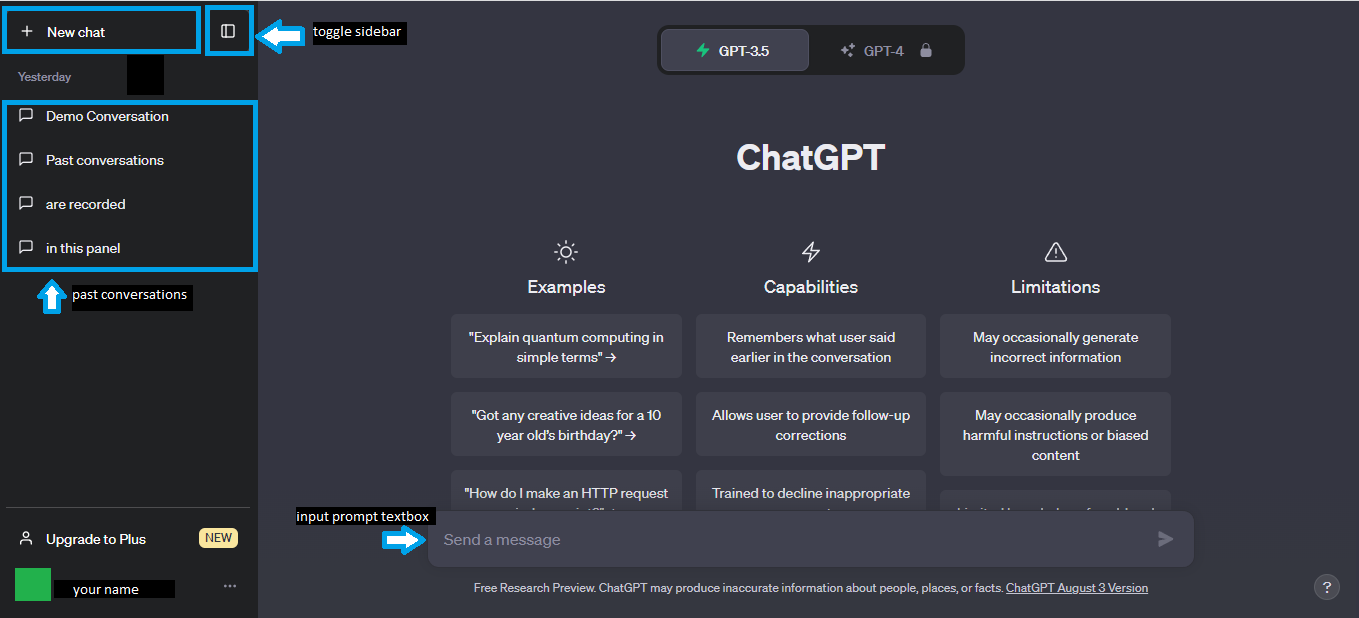 New chat
toggle sidebar
Yesterday
Demo Conversation
Past conversations
are recorded
in this panel
past conversations
Upgrade to Plus
NEW
your name
GPT-3.5
GPT-4
ChatGPT
Examples
"Explain quantum computing in
simple terms" →
"Got any creative ideas for a 10
year old's birthday?" →
"How do I make an HTTP request
Capabilities
Remembers what user said
earlier in the conversation
Allows user to provide follow-up
corrections
Trained to decline inappropriate
Limitations
May occasionally generate
incorrect information
May occasionally produce
harmful instructions or biased
content
input prompt textbox
Send a message
Free Research Preview. ChatGPT may produce inaccurate information about people, places, or facts. ChatGPT August 3 Version
?